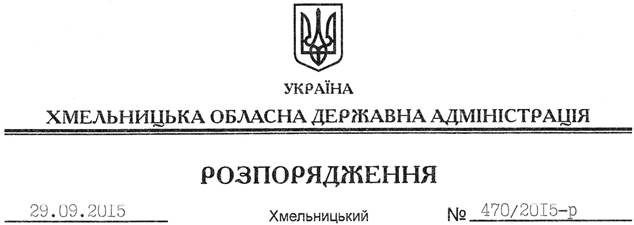 УКРАЇНА
ХМЕЛЬНИЦЬКА ОБЛАСНА ДЕРЖАВНА АДМІНІСТРАЦІЯ
РОЗПОРЯДЖЕННЯ
29.09.2015 Хмельницький № 470/2015-р